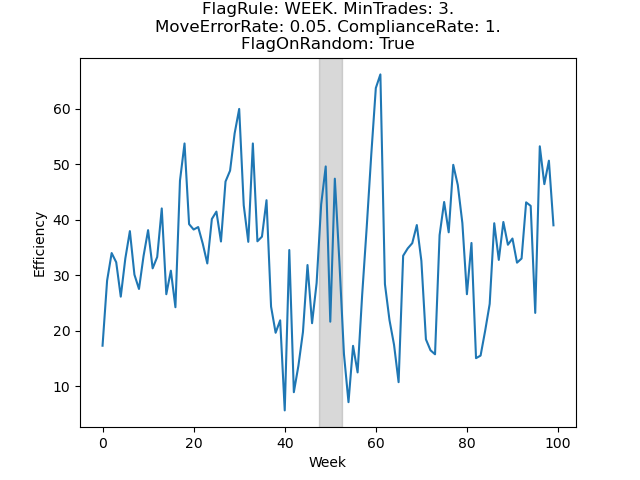 FlagRule: WEEK. MinTrades: 3.
MoveErrorRate: 0.05. ComplianceRate: 1.
FlagOnRandom: True
60
50
40
30
20
10
Efficiency
0 20 40 60 80 100
Week